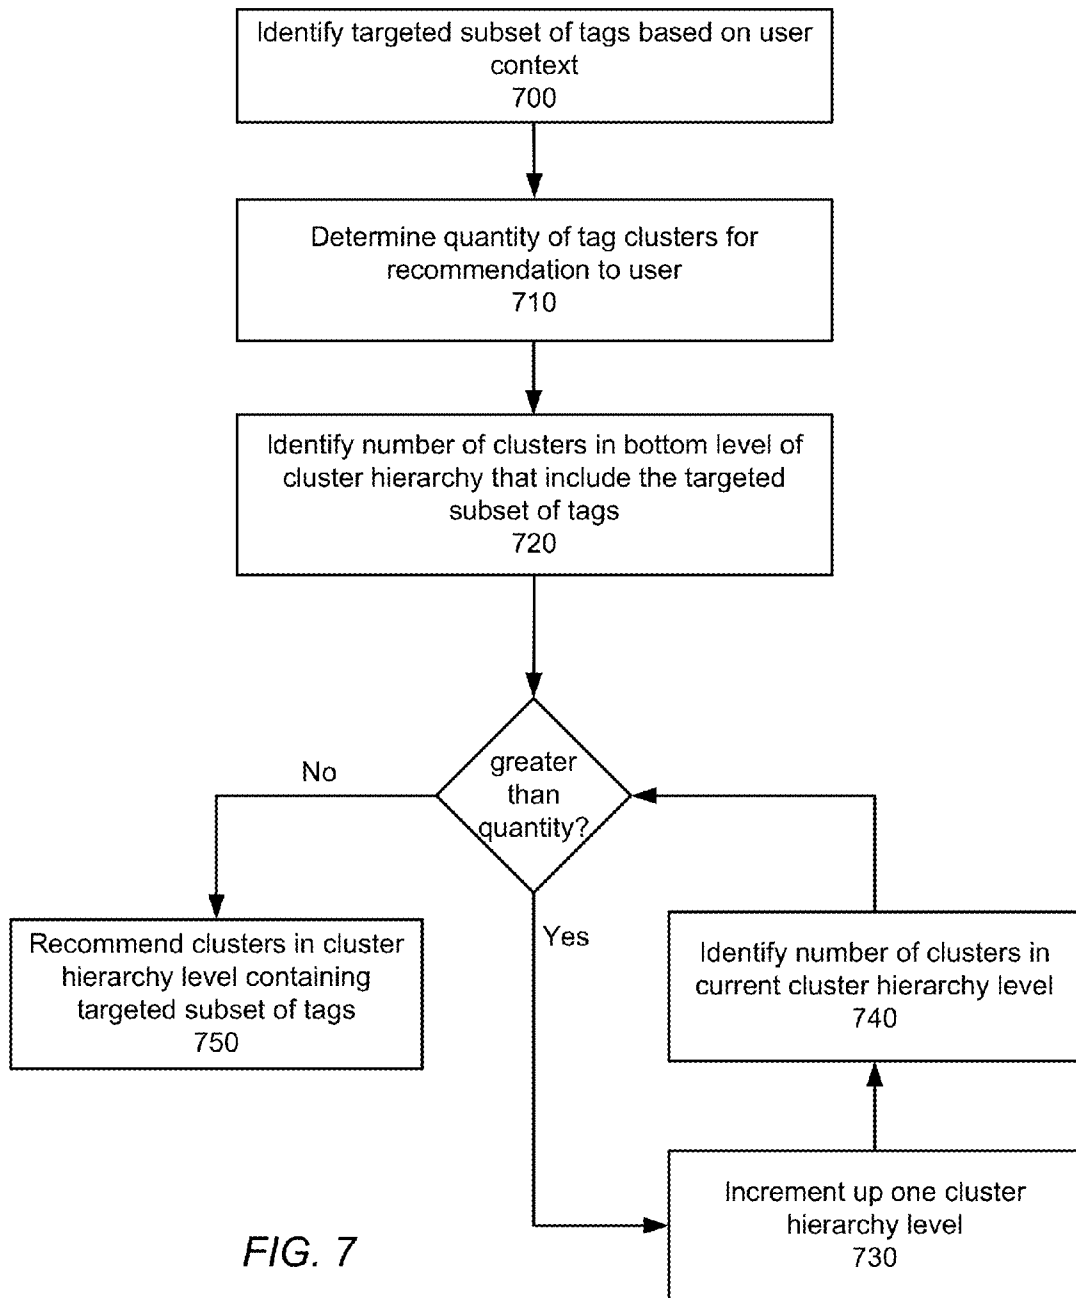 Identify targeted subset of tags based on user
context
700
Determine quantity of tag clusters for
recommendation to user
710
Identify number of clusters in bottom level of
cluster hierarchy that include the targeted
subset of tags
720
greater
than
quantity?
No
Yes
Recommend clusters in cluster
hierarchy level containing
targeted subset of tags
750
Identify number of clusters in
current cluster hierarchy level
740
Increment up one cluster
hierarchy level
730
FIG. 7